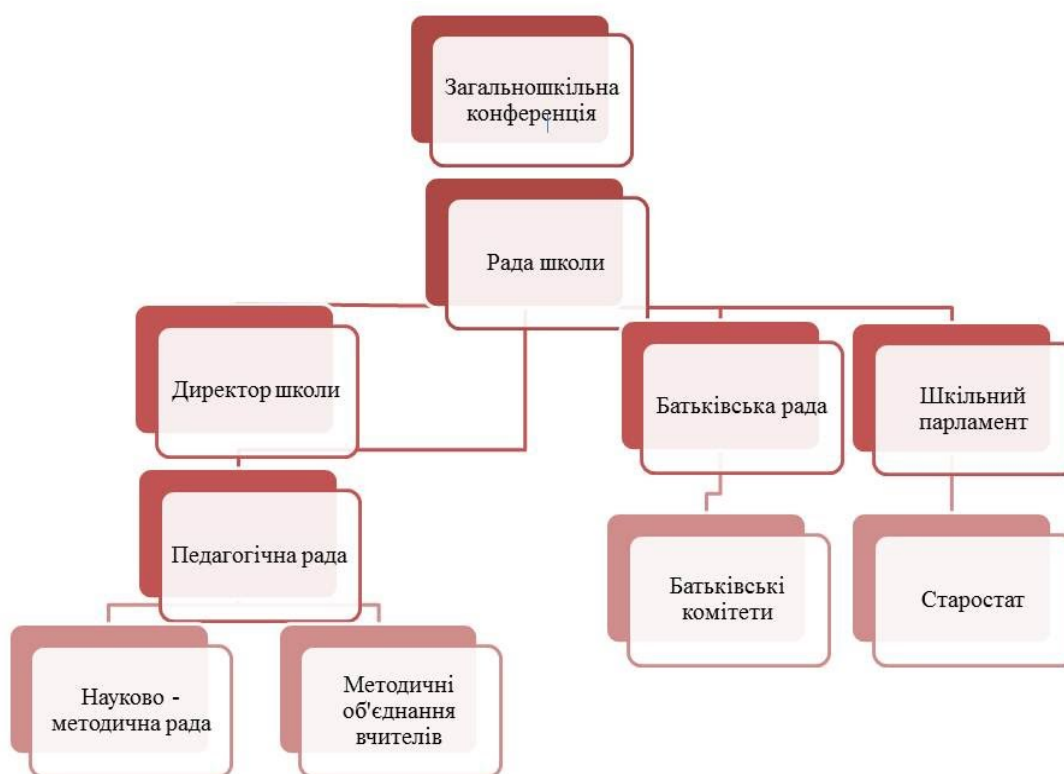 Загальношкільна
конференція
Рада школи
Директор школи
Батьківська рада
Шкільний
парламент
Педагогічна рада
Батьківські
комітети
Старостат
Науково -
методична рада
Методичні
об'єднання
вчителів